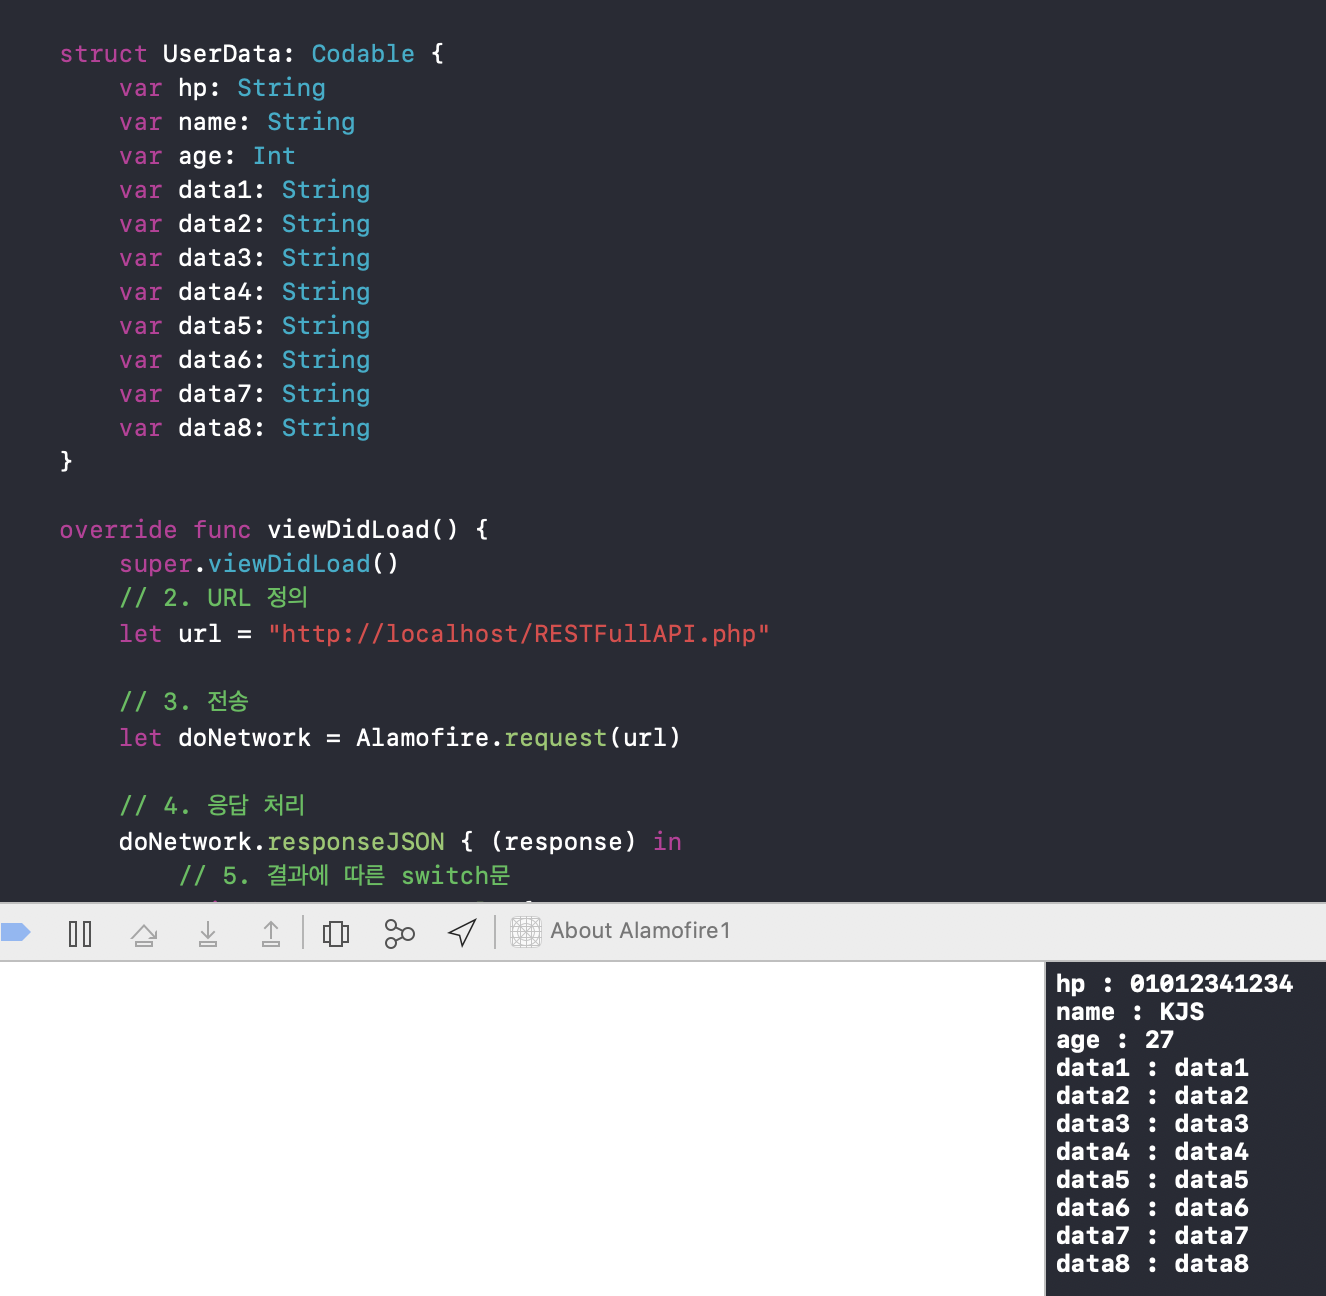 struct UserData: Codable {
var hp: String
var name: String
var age: Int
var data1: String
var data2: String
var data3: String
var data4: String
var data5: String
var data6: String
var data7: String
var data8: String
}
override func viewDidLoad() {
super.viewDidLoad()
// 2. URL 정의
let url = "http://localhost/RESTFullAPI.php"
// 3. 전송
let doNetwork = Alamofire.request(url)
// 4. 응답 처리
doNetwork.responseJSON { (response) in
// 5. 결과에 따른 switch문
About Alamofire1
hp : 01012341234
name : KJS
age : 27
data1 : data1
data2 : data2
data3 : data3
data4 : data4
data5 : data5
data6 : data6
data7 : data7
data8 : data8